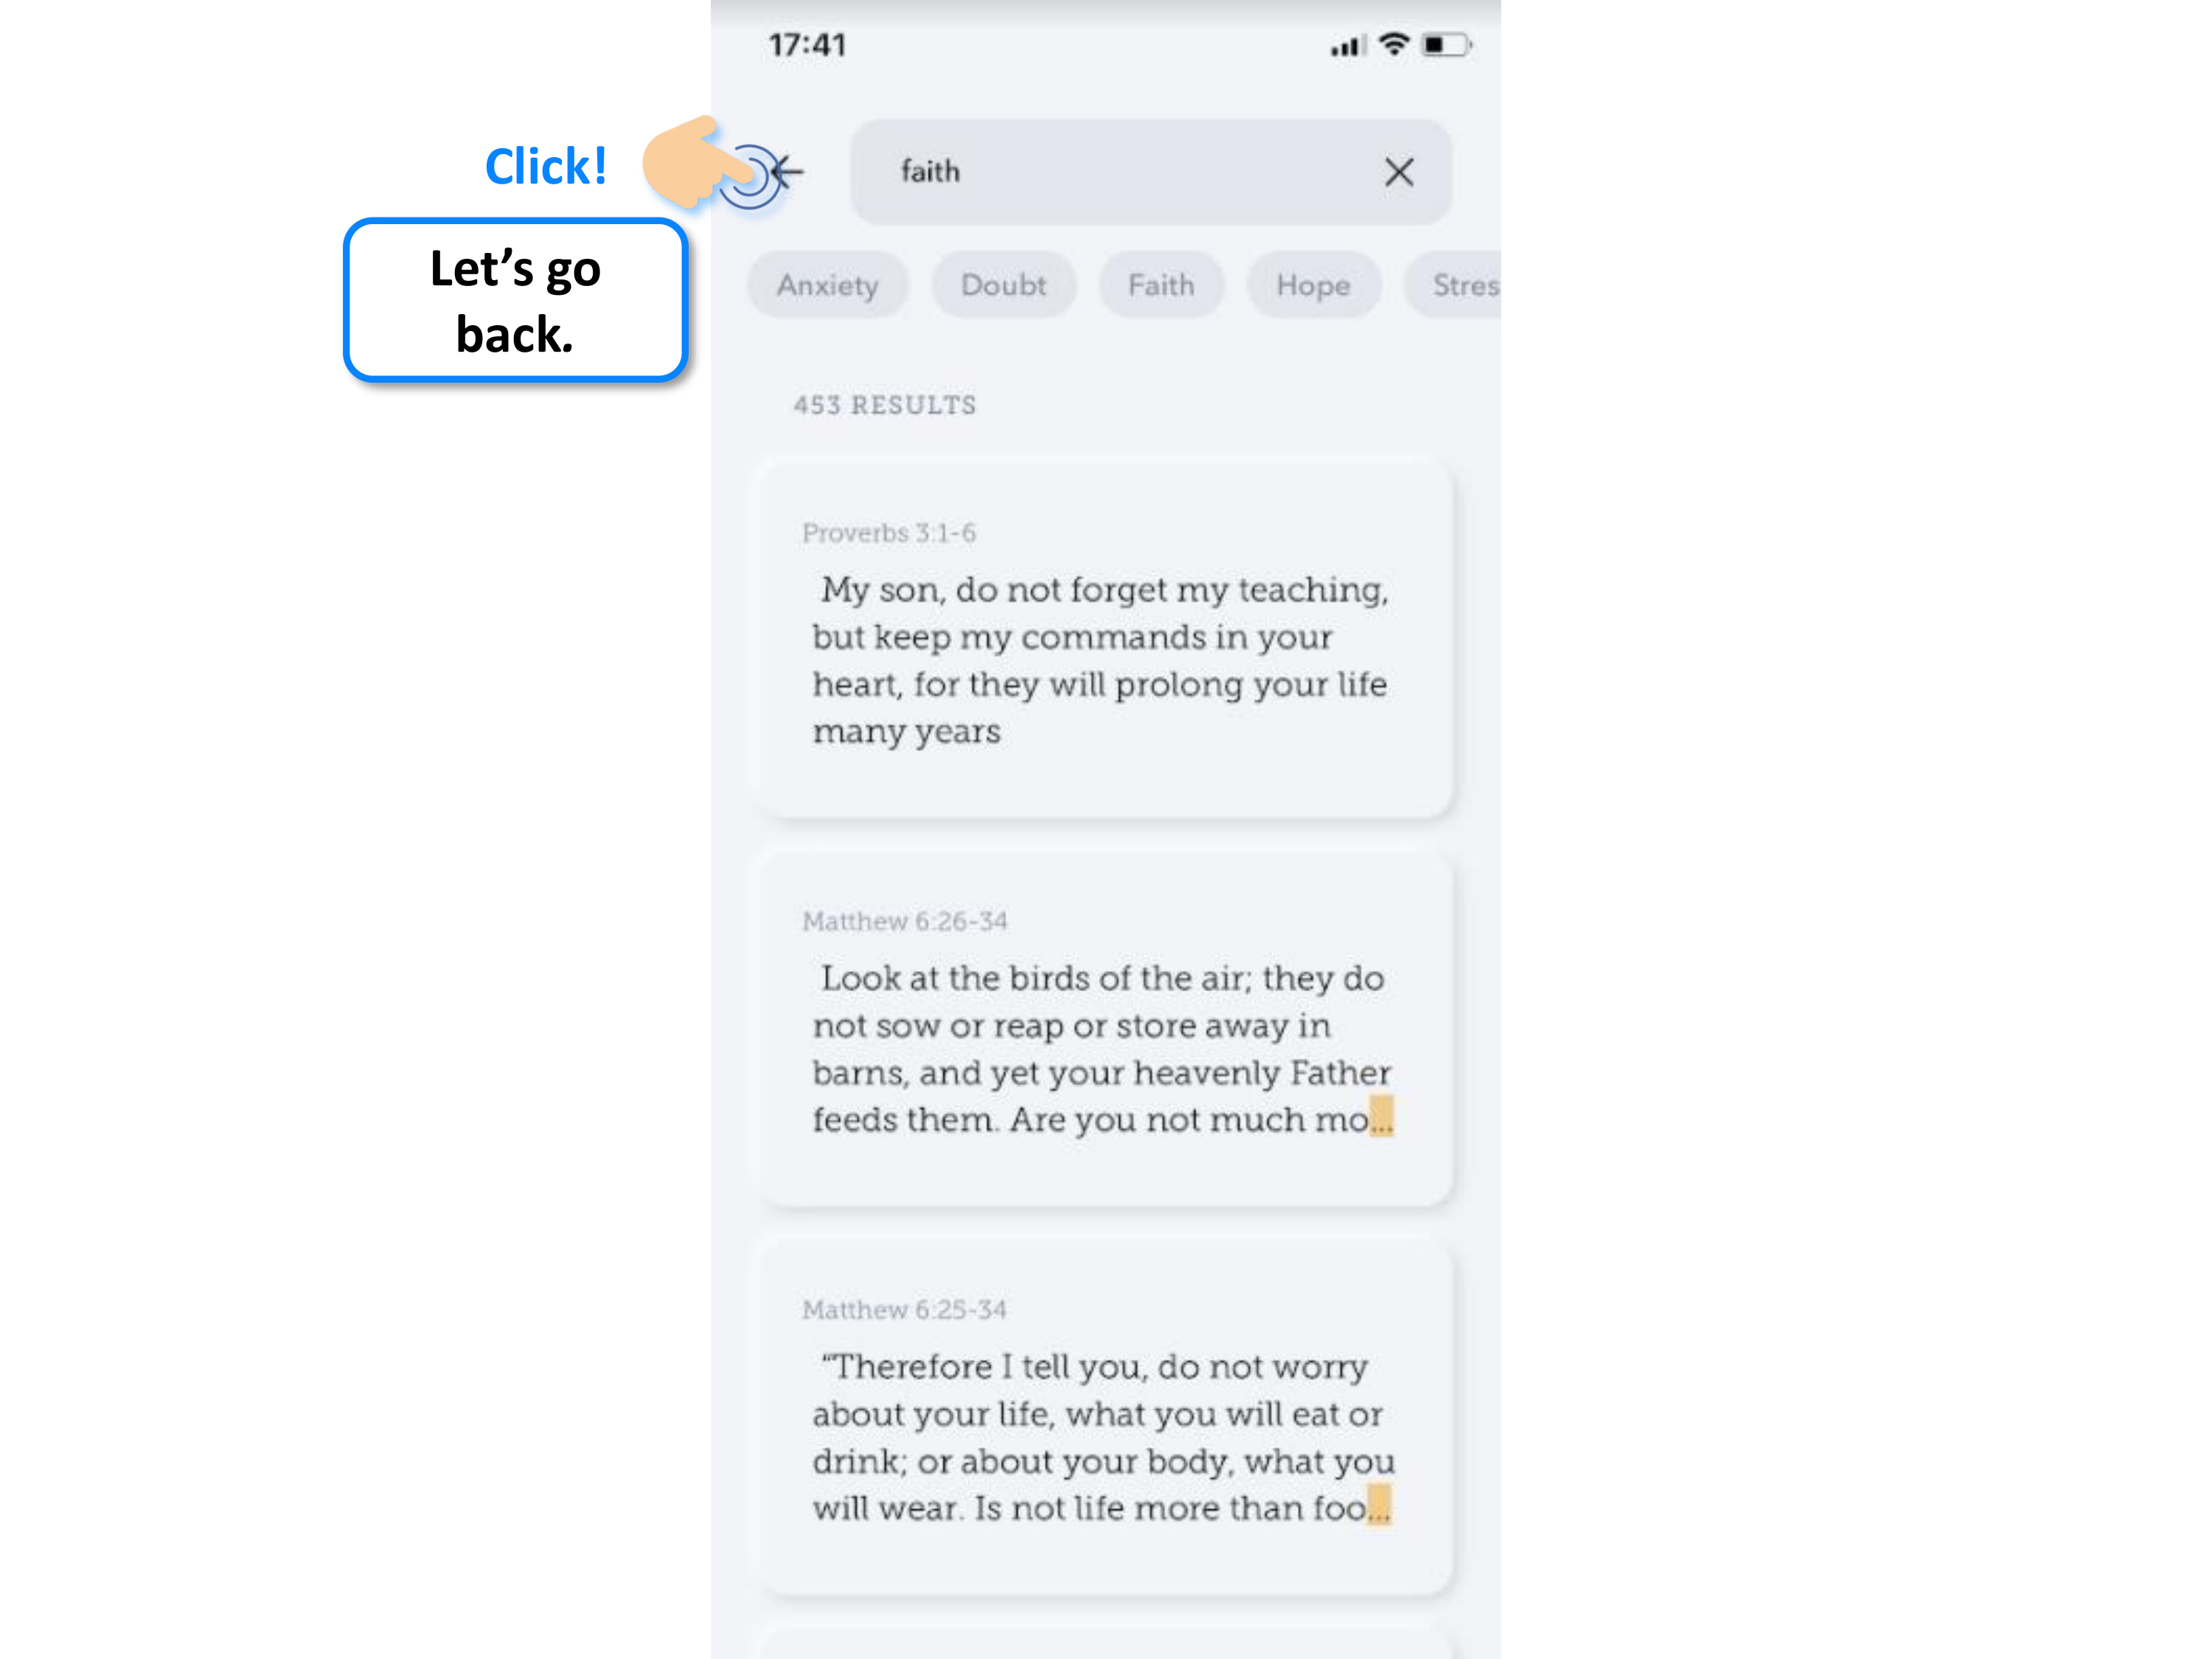 17:41
Click!
Let’s go
back.
faith
Anxiety Doubt Faith Hope Stres
453 RESULTS
Proverbs 3:1-6
My son, do not forget my teaching,
but keep my commands in your
heart, for they will prolong your life
many years
Matthew 6:26-34
Look at the birds of the air; they do
not sow or reap or store away in
barns, and yet your heavenly Father
feeds them. Are you not much mo...
Matthew 6:25-34
“Therefore I tell you, do not worry
about your life, what you will eat or
drink; or about your body, what you
will wear. Is not life more than foo...